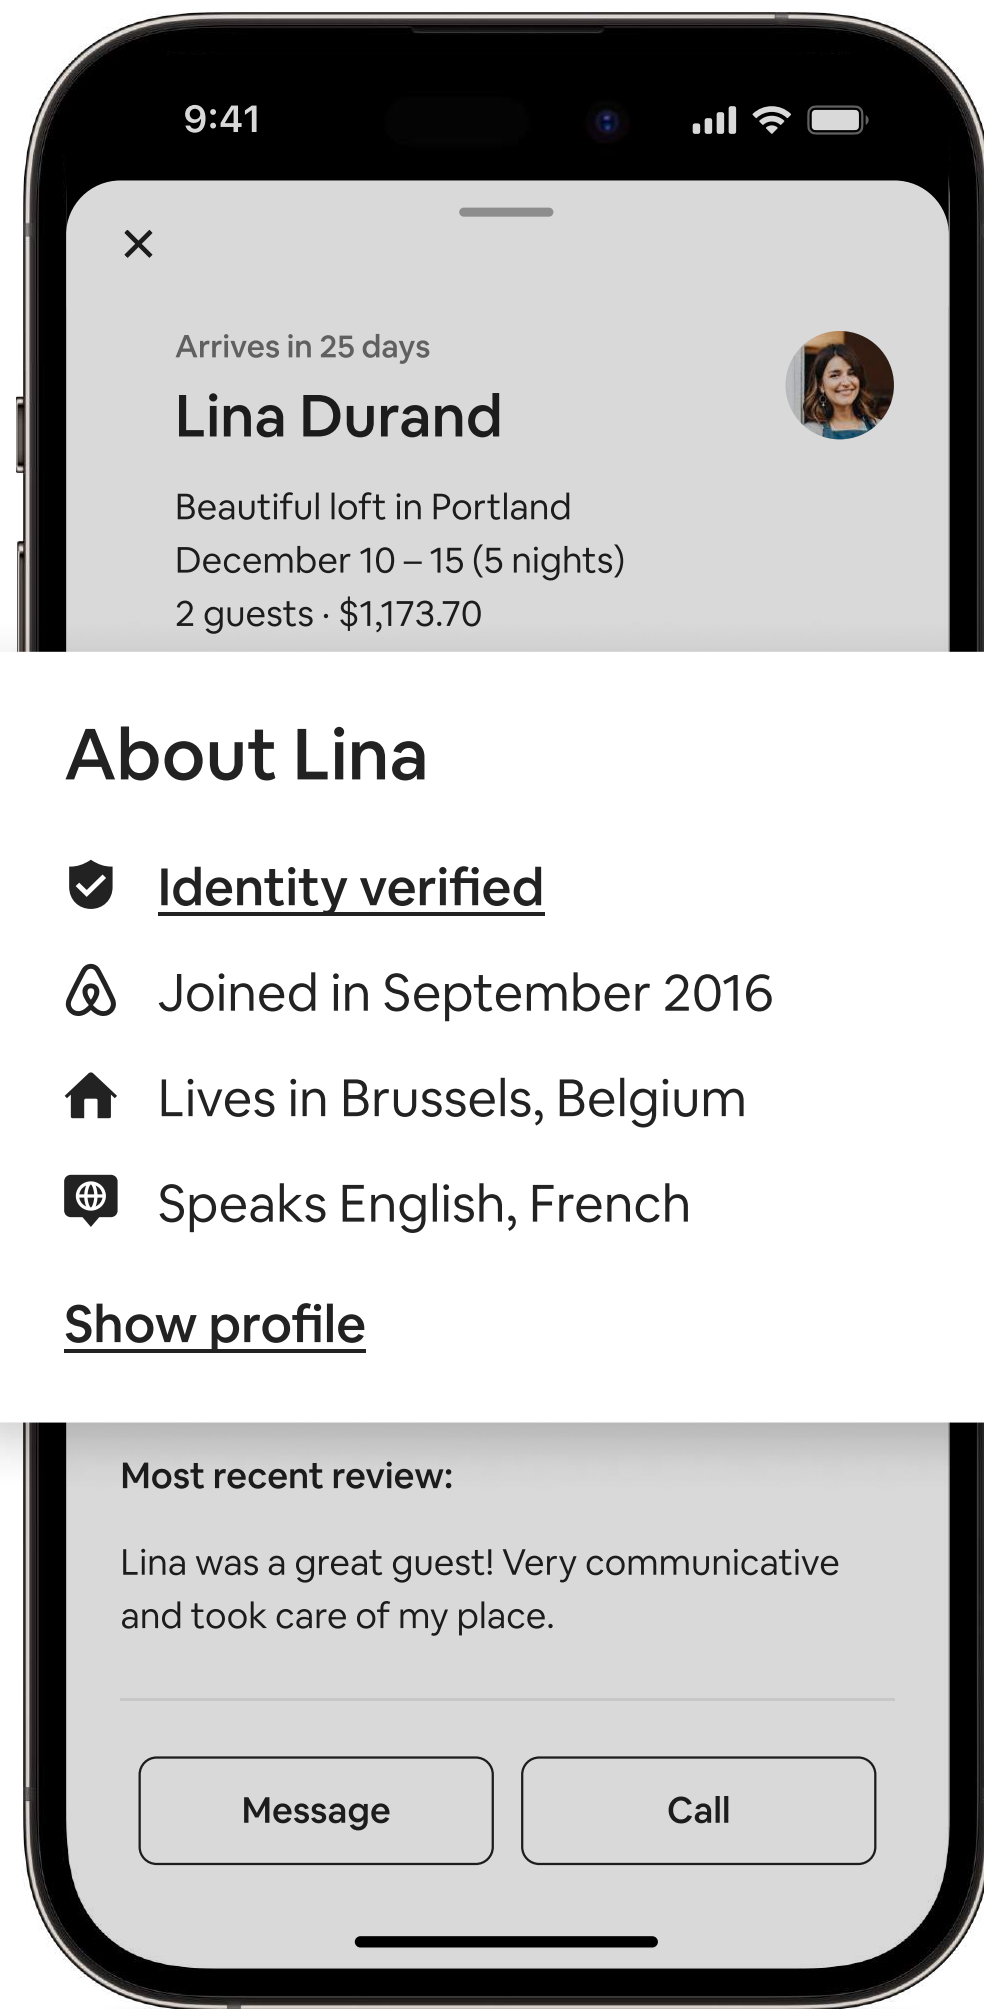 9:41
Arrives in 25 days
Lina Durand
Beautiful loft in Portland
December 10 – 15 (5 nights)
2 guests · $1,173.70
About Lina
Identity verified
Joined in September 2016
Lives in Brussels, Belgium
Speaks English, French
Show profile
Most recent review:
Lina was a great guest! Very communicative
and took care of my place.
Message
Call